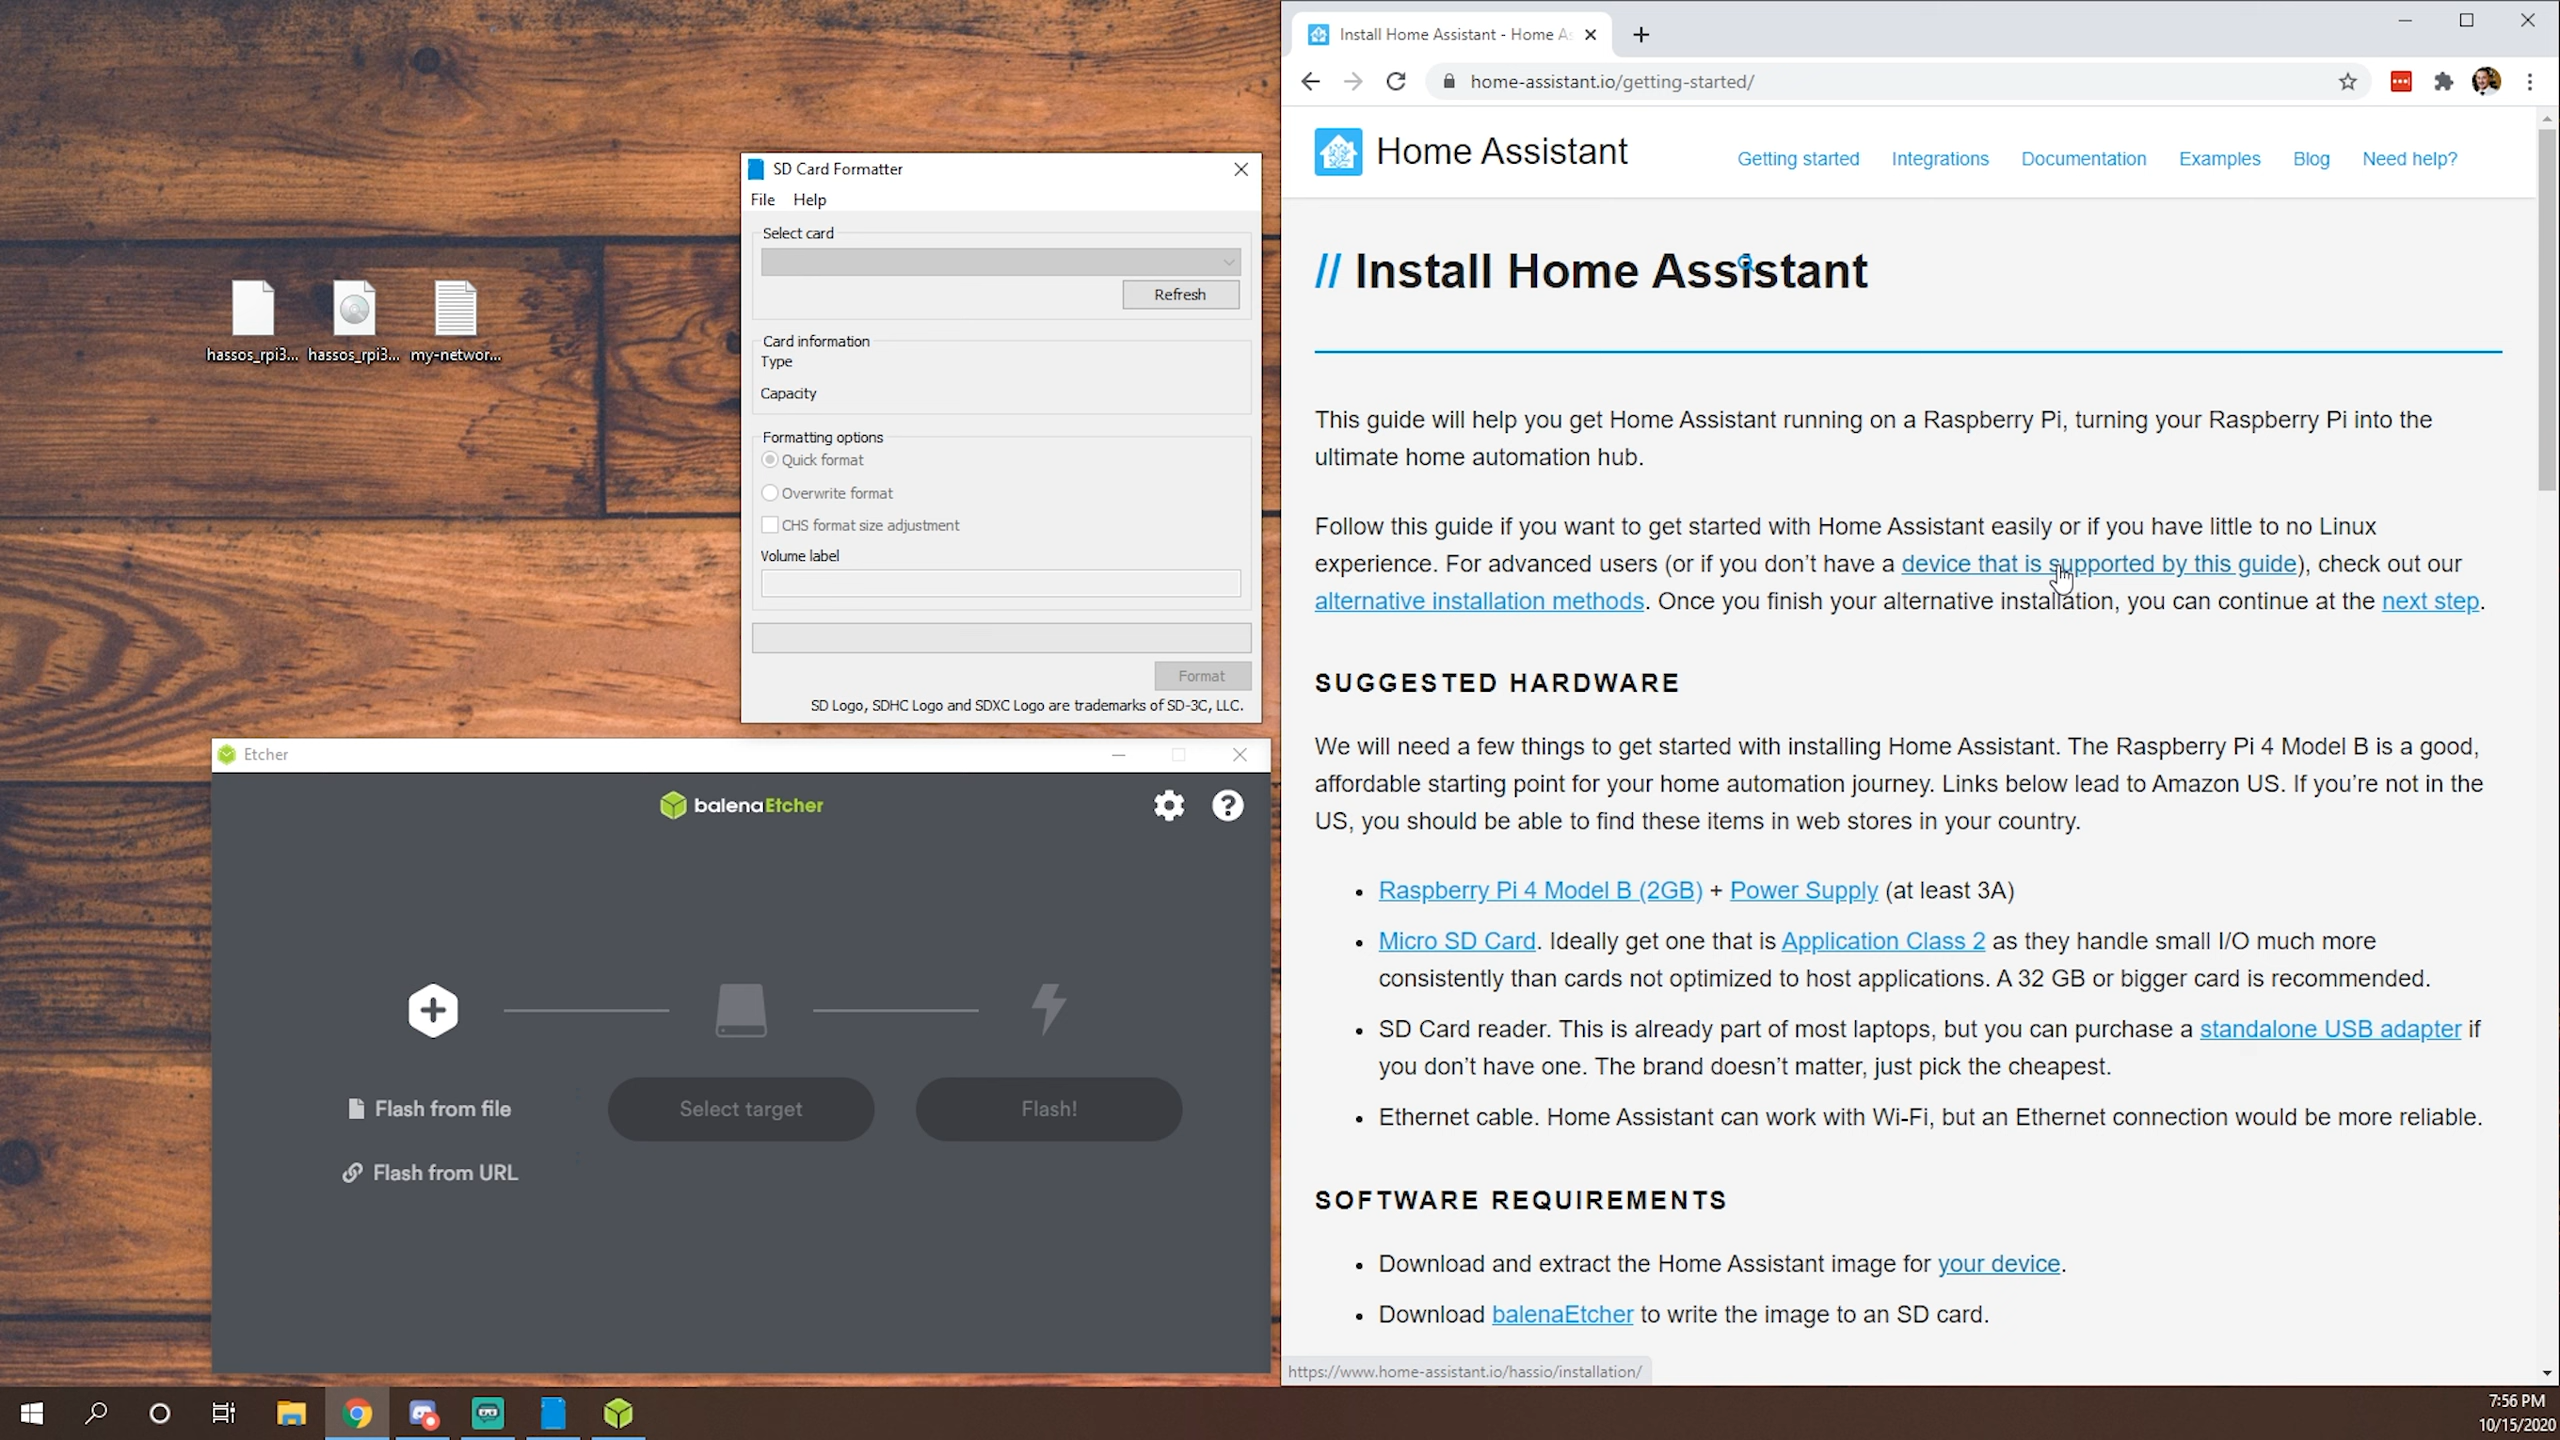 hassos_rpi3...
hassos_rpi3...
my-networ...
SD Card Formatter
File Help
Select card
Refresh
Card information
Type
Capacity
Formatting options
Quick format
Overwrite format
CHS format size adjustment
Volume label
Format
SD Logo, SDHC Logo and SDXC Logo are trademarks of SD-3C, LLC.
Etcher
balenaEtcher
Flash from file
Select target
Flash!
Flash from URL
Install Home Assistant - Home As
home-assistant.io/getting-started/
Home Assistant
Getting started Integrations Documentation Examples Blog Need help?
// Install Home Assistant
This guide will help you get Home Assistant running on a Raspberry Pi, turning your Raspberry Pi into the
ultimate home automation hub.
Follow this guide if you want to get started with Home Assistant easily or if you have little to no Linux
experience. For advanced users (or if you don’t have a device that is supported by this guide), check out our
alternative installation methods. Once you finish your alternative installation, you can continue at the next step.
SUGGESTED HARDWARE
We will need a few things to get started with installing Home Assistant. The Raspberry Pi 4 Model B is a good,
affordable starting point for your home automation journey. Links below lead to Amazon US. If you’re not in the
US, you should be able to find these items in web stores in your country.
• Raspberry Pi 4 Model B (2GB) + Power Supply (at least 3A)
• Micro SD Card. Ideally get one that is Application Class 2 as they handle small I/O much more
consistently than cards not optimized to host applications. A 32 GB or bigger card is recommended.
• SD Card reader. This is already part of most laptops, but you can purchase a standalone USB adapter if
you don’t have one. The brand doesn’t matter, just pick the cheapest.
• Ethernet cable. Home Assistant can work with Wi-Fi, but an Ethernet connection would be more reliable.
SOFTWARE REQUIREMENTS
• Download and extract the Home Assistant image for your device.
• Download balenaEtcher to write the image to an SD card.
https://www.home-assistant.io/hassio/installation/
7:56 PM
10/15/2020